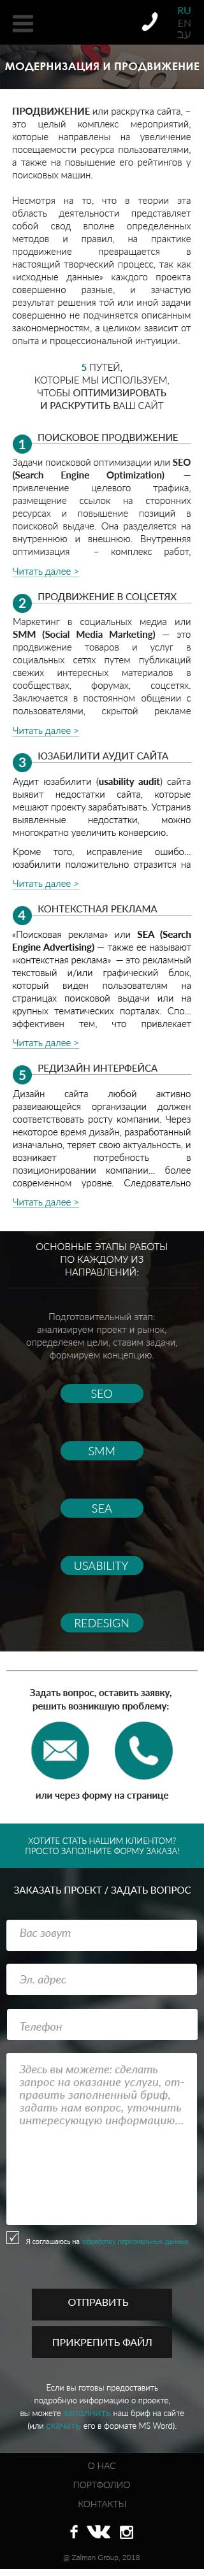 RU
EN
עב
МОДЕРНИЗАЦИЯ И ПРОДВИЖЕНИЕ
ПРОДВИЖЕНИЕ или раскрутка сайта, –
это целый комплекс мероприятий,
которые направлены на увеличение
посещаемости ресурса пользователями,
а также на повышение его рейтингов у
поисковых машин.
Несмотря на то, что в теории эта
область деятельности представляет
собой свод вполне определенных
методов и правил, на практике
продвижение превращается в
настоящий творческий процесс, так как
«исходные данные» каждого проекта
совершенно разные, и зачастую
результат решения той или иной задачи
совершенно не подчиняется описанным
закономерностям, а целиком зависит от
опыта и процессиональной интуиции.
5 ПУТЕЙ,
КОТОРЫЕ МЫ ИСПОЛЬЗУЕМ,
ЧТОБЫ ОПТИМИЗИРОВАТЬ
И РАСКРУТИТЬ ВАШ САЙТ
1 ПОИСКОВОЕ ПРОДВИЖЕНИЕ
Задачи поисковой оптимизации или SEO
(Search Engine Optimization) —
привлечение целевого трафика,
размещение ссылок на сторонних
ресурсах и повышение позиций в
поисковой выдаче. Она разделяется на
внутреннюю и внешнюю. Внутренняя
оптимизация – комплекс работ,
Читать далее >
2 ПРОДВИЖЕНИЕ В СОЦСЕТЯХ
Маркетинг в социальных медиа или
SMM (Social Media Marketing) — это
продвижение товаров и услуг в
социальных сетях путем публикаций
свежих интересных материалов в
сообществах, форумах, соцсетях.
Заключается в постоянном общении с
пользователями, скрытой рекламе
Читать далее >
3 ЮЗАБИЛИТИ АУДИТ САЙТА
Аудит юзабилити (usability audit) сайта
выявит недостатки сайта, которые
мешают проекту зарабатывать. Устранив
выявленные недостатки, можно
многократно увеличить конверсию.
Кроме того, исправление ошибо...
юзабилити положительно отразится на
Читать далее >
4 КОНТЕКСТНАЯ РЕКЛАМА
«Поисковая реклама» или SEA (Search
Engine Advertising) — также ее называют
«контекстная реклама» — это рекламный
текстовый и/или графический блок,
который виден пользователям на
страницах поисковой выдачи или на
крупных тематических порталах. Спо...
эффективен тем, что привлекает
Читать далее >
5 РЕДИЗАЙН ИНТЕРФЕЙСА
Дизайн сайта любой активно
развивающейся организации должен
соответствовать росту компании. Через
некоторое время дизайн, разработанный
изначально, теряет свою актуальность, и
возникает потребность в
позиционировании компании... более
современном уровне. Следовательно
Читать далее >
ОСНОВНЫЕ ЭТАПЫ РАБОТЫ
ПО КАЖДОМУ ИЗ
НАПРАВЛЕНИЙ:
Подготовительный этап:
анализируем проект и рынок,
определяем цели, ставим задачи,
формируем концепцию.
SEO
SMM
SEA
USABILITY
REDESIGN
Задать вопрос, оставить заявку,
решить возникшую проблему:
или через форму на странице
ХОТИТЕ СТАТЬ НАШИМ КЛИЕНТОМ?
ПРОСТО ЗАПОЛНИТЕ ФОРМУ ЗАКАЗА!
ЗАКАЗАТЬ ПРОЕКТ / ЗАДАТЬ ВОПРОС
Вас зовут
Эл. адрес
Телефон
Здесь вы можете: сделать
запрос на оказание услуги, от-
править заполненный бриф,
задать нам вопрос, уточнить
интересующую информацию...
Я соглашаюсь на обработку персональных данных
ОТПРАВИТЬ
ПРИКРЕПИТЬ ФАЙЛ
Если вы готовы предоставить
подробную информацию о проекте,
вы можете заполнить наш бриф на сайте
(или скачать его в формате MS Word).
О НАС
ПОРТФОЛИО
КОНТАКТЫ
@ Zalman Group, 2018